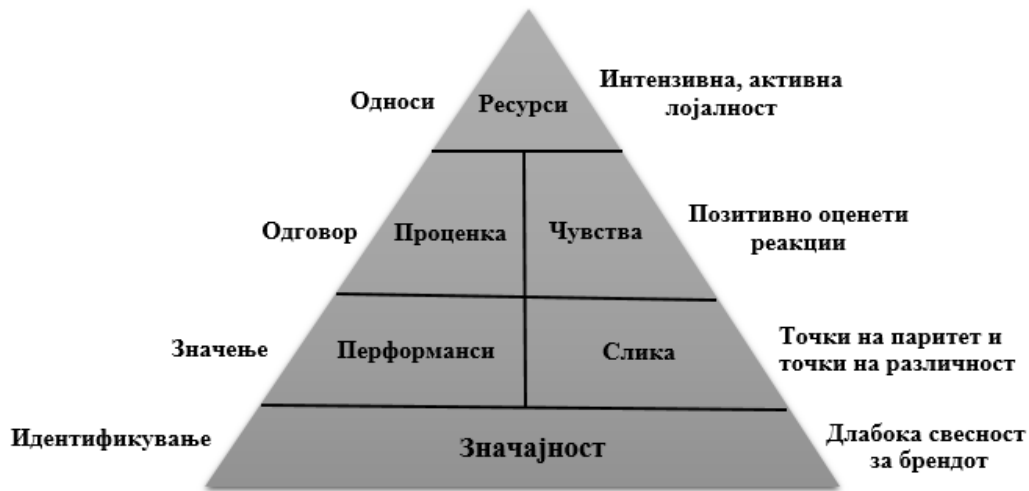 Односи
Ресурси
Интензивна, активна
лојалност
Одговор
Проценка
Чувства
Позитивно оценети
реакции
Значење
Перформанси
Слика
Точки на паритет и
точки на различност
Идентификување
Значајност
Длабока свесност
за брендот